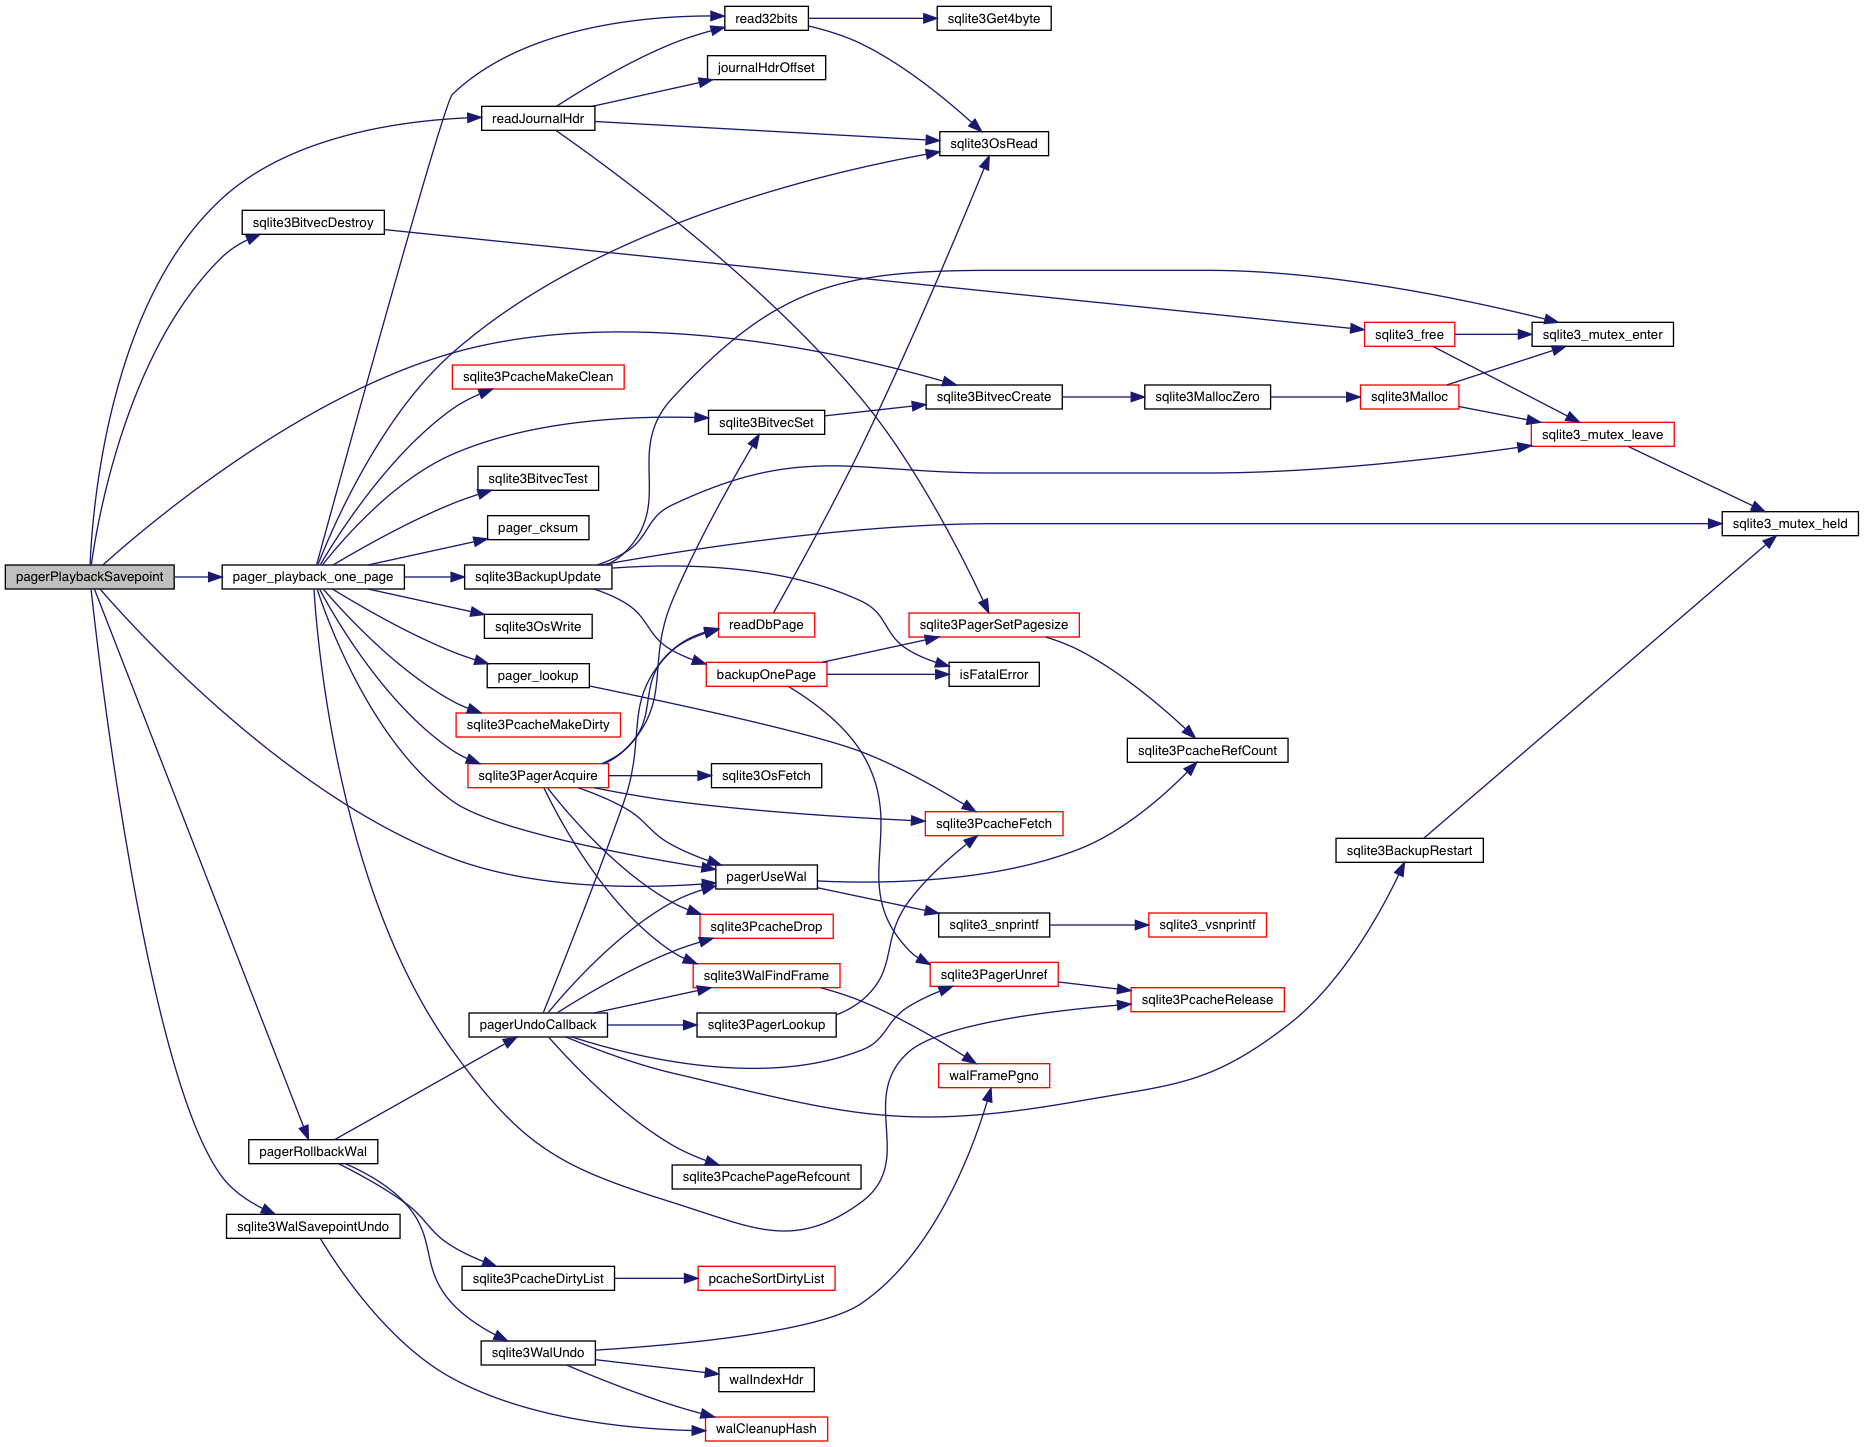 read32bits
sqlite3Get4byte
journalHdrOffset
readJournalHdr
sqlite3OsRead
sqlite3BitvecDestroy
sqlite3_free
sqlite3_mutex_enter
sqlite3PcacheMakeClean
sqlite3BitvecCreate
sqlite3MallocZero
sqlite3Malloc
sqlite3BitvecSet
sqlite3_mutex_leave
sqlite3BitvecTest
pager_cksum
sqlite3_mutex_held
pagerPlaybackSavepoint
pager_playback_one_page
sqlite3BackupUpdate
sqlite3OsWrite
readDbPage
sqlite3PagerSetPagesize
pager_lookup
backupOnePage
isFatalError
sqlite3PcacheMakeDirty
sqlite3PcacheRefCount
sqlite3PagerAcquire
sqlite3OsFetch
sqlite3PcacheFetch
sqlite3BackupRestart
pagerUseWal
sqlite3PcacheDrop
sqlite3_snprintf
sqlite3_vsnprintf
sqlite3WalFindFrame
sqlite3PagerUnref
sqlite3PcacheRelease
pagerUndoCallback
sqlite3PagerLookup
walFramePgno
pagerRollbackWal
sqlite3PcachePageRefcount
sqlite3WalSavepointUndo
sqlite3PcacheDirtyList
pcacheSortDirtyList
sqlite3WalUndo
walIndexHdr
walCleanupHash